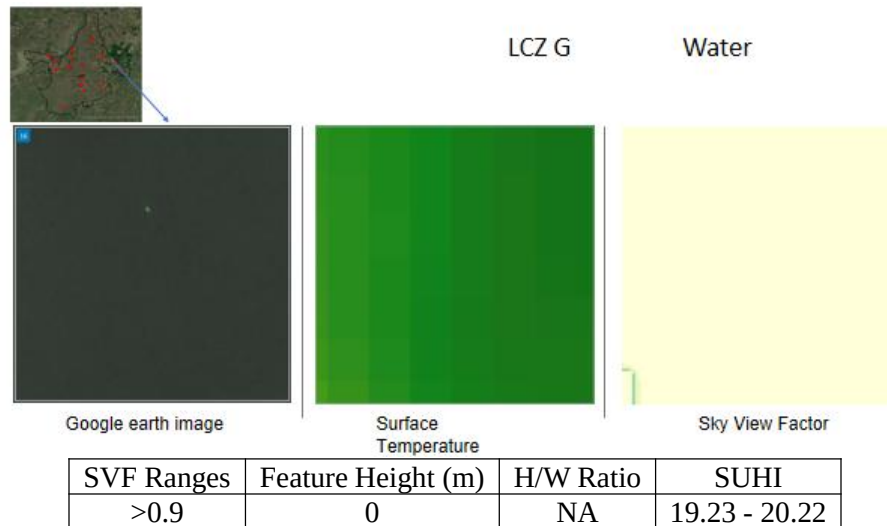 LCZ G Water
Google earth image
Surface
Temperature
Sky View Factor
SVF Ranges Feature Height (m) H/W Ratio SUHI
>0.9 0 NA 19.23 - 20.22